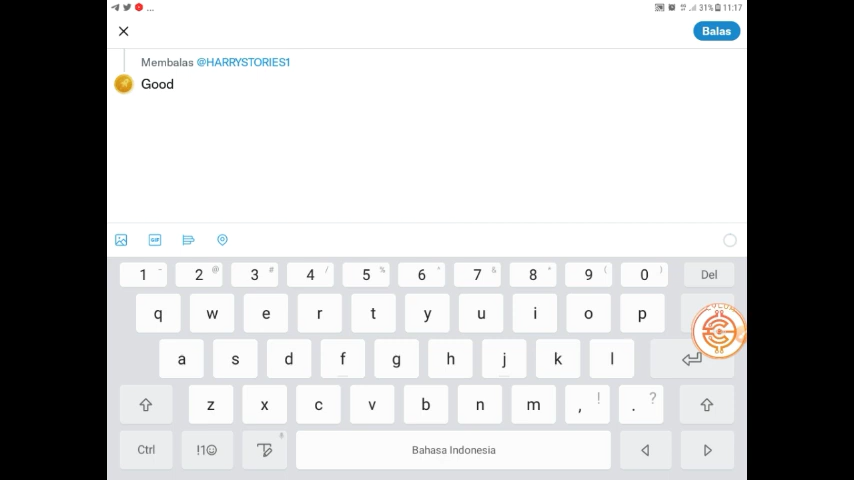 ... 31% 11:17
Balas
Membalas @HARRYSTORIES1
Good
GIF
1 - 2 @ 3 # 4 / 5 % 6 ^ 7 & 8 * 9 ( 0 ) Del
q w e r t y u i o p
a s d f g h j k l
z x c v b n m , ! . ?
Ctrl !1☺ T Bahasa Indonesia